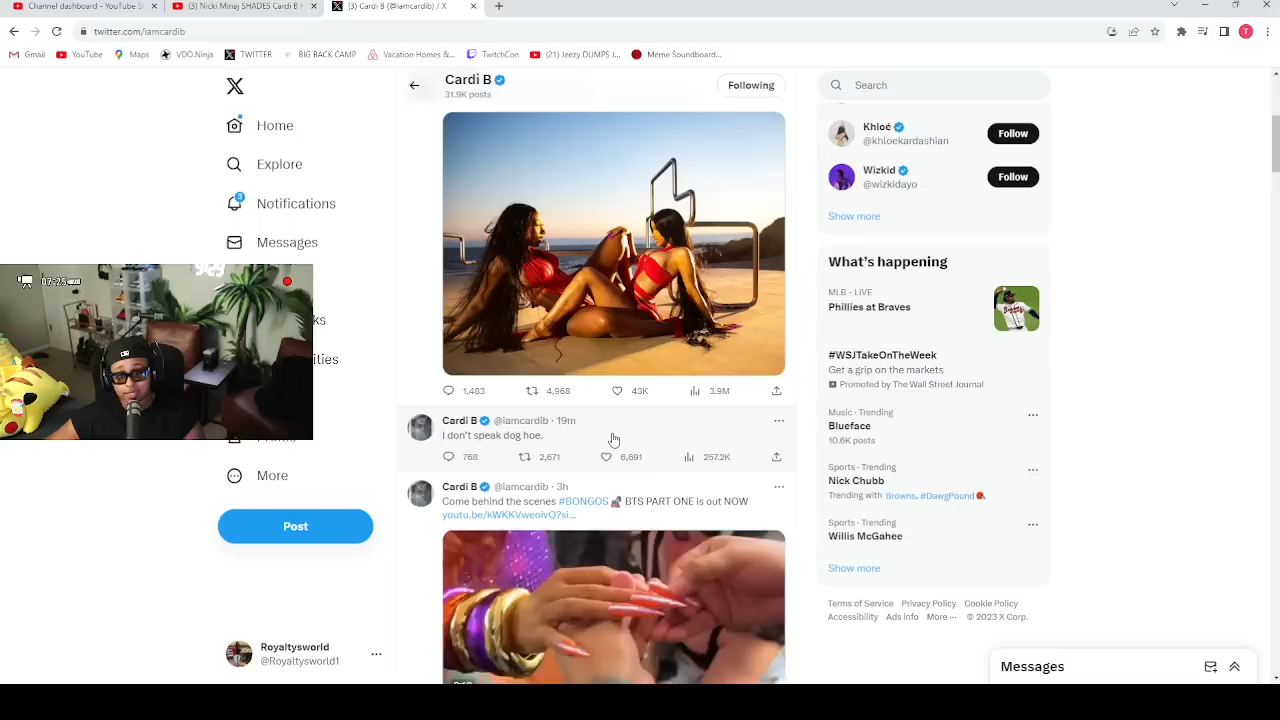 Channel dashboard - YouTube S
(3) Nicki Minaj SHADES Cardi B
(3) Cardi B (@iamcardib) / X
twitter.com/iamcardib
Gmail
YouTube
Maps
VDO.Ninja
TWITTER
BIG BACK CAMP
Vacation Homes &...
TwitchCon
(21) Jeezy DUMPS J...
Meme Soundboard...
Cardi B
31.9K posts
Following
Search
Home
Explore
3
Notifications
Messages
More
Post
Royaltysworld
@Royaltysworld1
1,483
4,968
43K
3.9M
Cardi B @iamcardib · 19m
I don't speak dog hoe.
768
2,671
6,691
257.2K
Cardi B @iamcardib · 3h
Come behind the scenes #BONGOS BTS PART ONE is out NOW
youtu.be/kWKKVweoivQ?si...
Khloé
@khloekardashian
Follow
Wizkid
@wizkidayo
Follow
Show more
What's happening
MLB · LIVE
Phillies at Braves
#WSJTakeOnTheWeek
Get a grip on the markets
Promoted by The Wall Street Journal
Music · Trending
Blueface
10.6K posts
Sports · Trending
Nick Chubb
Trending with Browns, #DawgPound
Sports · Trending
Willis McGahee
Show more
Terms of Service Privacy Policy Cookie Policy
Accessibility Ads info More ··· © 2023 X Corp.
Messages